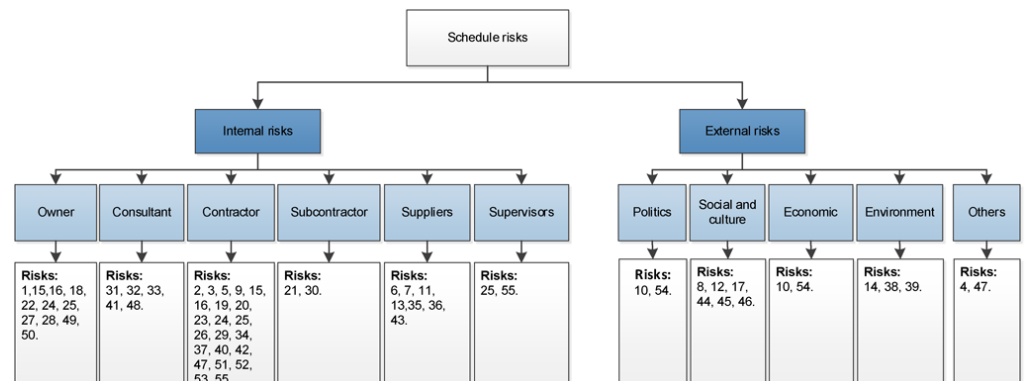 Schedule risks
Internal risks
External risks
Owner
Consultant
Contractor
Subcontractor
Suppliers
Supervisors
Politics
Social and
culture
Economic
Environment
Others
Risks:
1,15,16, 18,
22, 24, 25,
27, 28, 49,
50.
Risks:
31, 32, 33,
41, 48.
Risks:
2, 3, 5, 9, 15,
16, 19, 20,
23, 24, 25,
26, 29, 34,
37, 40, 42,
47, 51, 52,
53, 55
Risks:
21, 30.
Risks:
6, 7, 11,
13,35, 36,
43.
Risks:
25, 55.
Risks:
10, 54.
Risks:
8, 12, 17,
44, 45, 46.
Risks:
10, 54.
Risks:
14, 38, 39.
Risks:
4, 47.